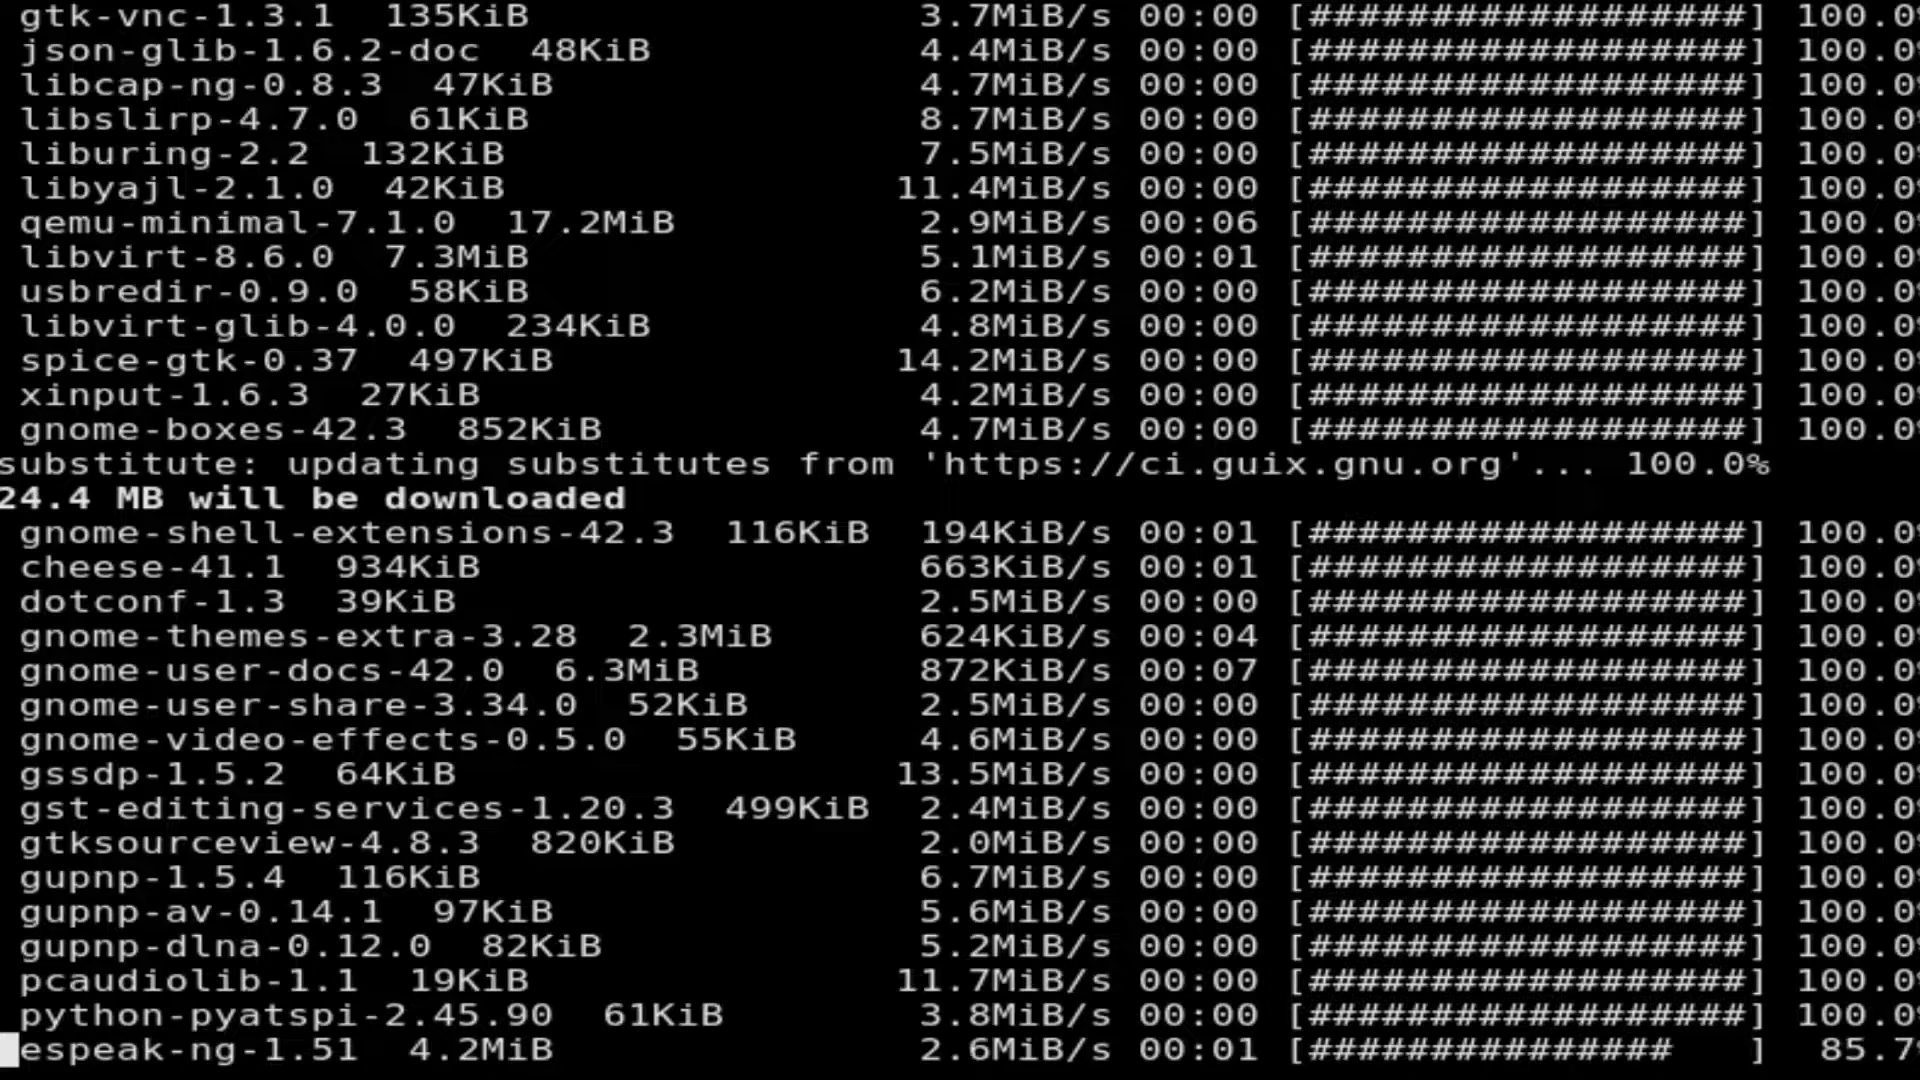 gtk-vnc-1.3.1  135KiB 3.7MiB/s 00:00 [##################] 100.0
json-glib-1.6.2-doc  48KiB 4.4MiB/s 00:00 [##################] 100.0
libcap-ng-0.8.3  47KiB 4.7MiB/s 00:00 [##################] 100.0
libslirp-4.7.0  61KiB 8.7MiB/s 00:00 [##################] 100.0
liburing-2.2  132KiB 7.5MiB/s 00:00 [##################] 100.0
libyajl-2.1.0  42KiB 11.4MiB/s 00:00 [##################] 100.0
qemu-minimal-7.1.0  17.2MiB 2.9MiB/s 00:06 [##################] 100.0
libvirt-8.6.0  7.3MiB 5.1MiB/s 00:01 [##################] 100.0
usbredir-0.9.0  58KiB 6.2MiB/s 00:00 [##################] 100.0
libvirt-glib-4.0.0  234KiB 4.8MiB/s 00:00 [##################] 100.0
spice-gtk-0.37  497KiB 14.2MiB/s 00:00 [##################] 100.0
xinput-1.6.3  27KiB 4.2MiB/s 00:00 [##################] 100.0
gnome-boxes-42.3  852KiB 4.7MiB/s 00:00 [##################] 100.0
substitute: updating substitutes from 'https://ci.guix.gnu.org'... 100.0%
24.4 MB will be downloaded
gnome-shell-extensions-42.3  116KiB 194KiB/s 00:01 [##################] 100.0
cheese-41.1  934KiB 663KiB/s 00:01 [##################] 100.0
dotconf-1.3  39KiB 2.5MiB/s 00:00 [##################] 100.0
gnome-themes-extra-3.28  2.3MiB 624KiB/s 00:04 [##################] 100.0
gnome-user-docs-42.0  6.3MiB 872KiB/s 00:07 [##################] 100.0
gnome-user-share-3.34.0  52KiB 2.5MiB/s 00:00 [##################] 100.0
gnome-video-effects-0.5.0  55KiB 4.6MiB/s 00:00 [##################] 100.0
gssdp-1.5.2  64KiB 13.5MiB/s 00:00 [##################] 100.0
gst-editing-services-1.20.3  499KiB 2.4MiB/s 00:00 [##################] 100.0
gtksourceview-4.8.3  820KiB 2.0MiB/s 00:00 [##################] 100.0
gupnp-1.5.4  116KiB 6.7MiB/s 00:00 [##################] 100.0
gupnp-av-0.14.1  97KiB 5.6MiB/s 00:00 [##################] 100.0
gupnp-dlna-0.12.0  82KiB 5.2MiB/s 00:00 [##################] 100.0
pcaudiolib-1.1  19KiB 11.7MiB/s 00:00 [##################] 100.0
python-pyatspi-2.45.90  61KiB 3.8MiB/s 00:00 [##################] 100.0
espeak-ng-1.51  4.2MiB 2.6MiB/s 00:01 [###############   ] 85.7